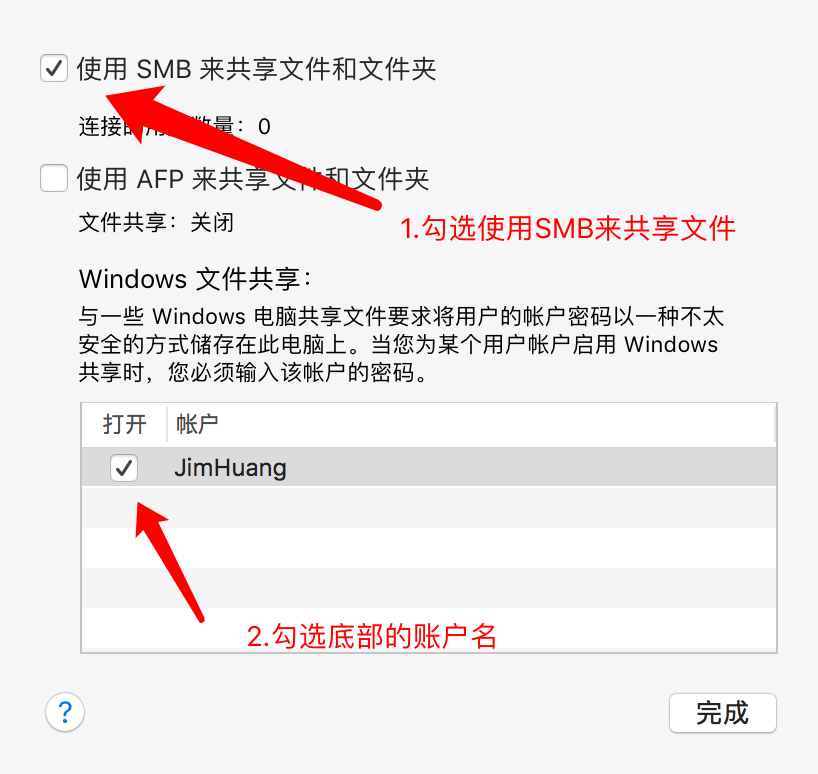 使用 SMB 来共享文件和文件夹
连接的用户数量：0
使用 AFP 来共享文件和文件夹
文件共享：关闭
1.勾选使用SMB来共享文件
Windows 文件共享：
与一些 Windows 电脑共享文件要求将用户的帐户密码以一种不太
安全的方式储存在此电脑上。当您为某个用户帐户启用 Windows
共享时，您必须输入该帐户的密码。
打开 帐户
JimHuang
2.勾选底部的账户名
? 完成